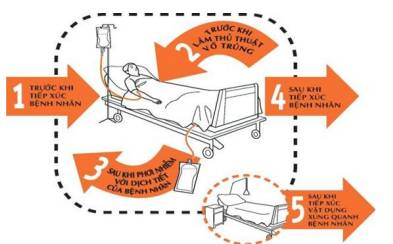 1
TRƯỚC KHI
TIẾP XÚC
BỆNH NHÂN
2
TRƯỚC KHI
LÀM THỦ THUẬT
VÔ TRÙNG
3
SAU KHI PHƠI NHIỄM
VỚI DỊCH TIẾT
CỦA BỆNH NHÂN
4
SAU KHI
TIẾP XÚC
BỆNH NHÂN
5
SAU KHI
TIẾP XÚC
VẬT DỤNG
XUNG QUANH
BỆNH NHÂN